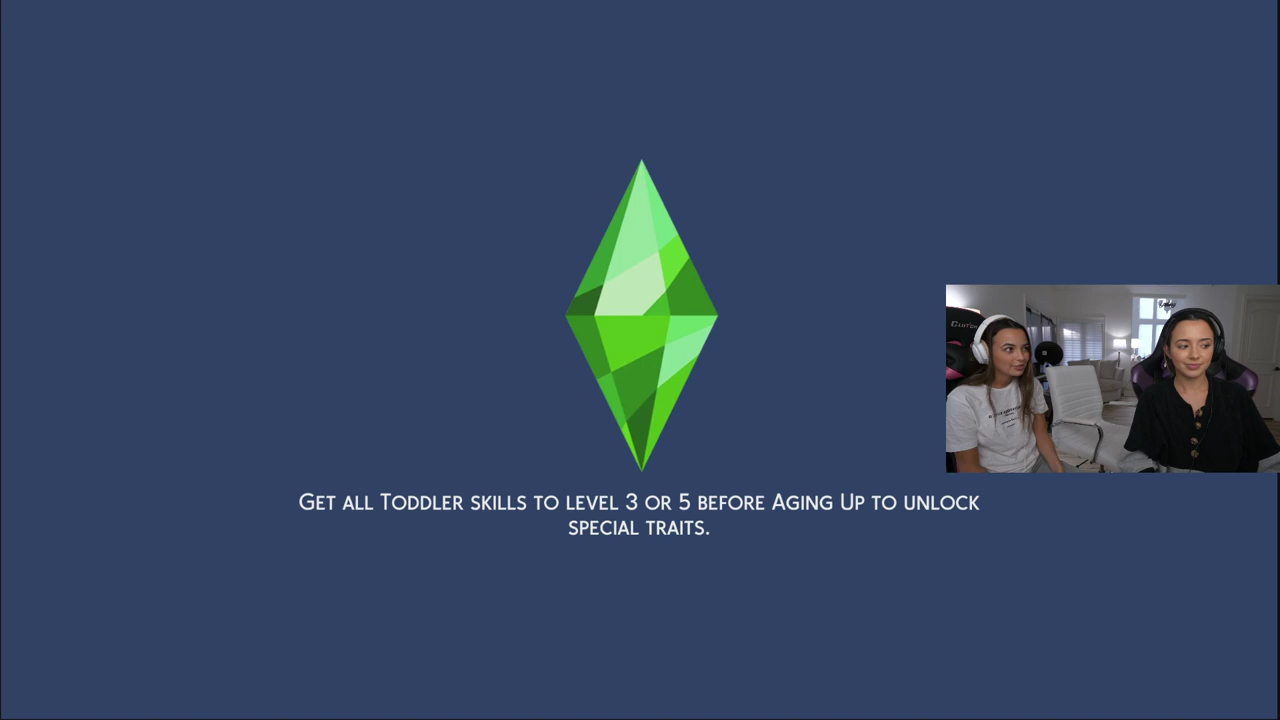 Get all Toddler skills to level 3 or 5 before Aging Up to unlock
special traits.